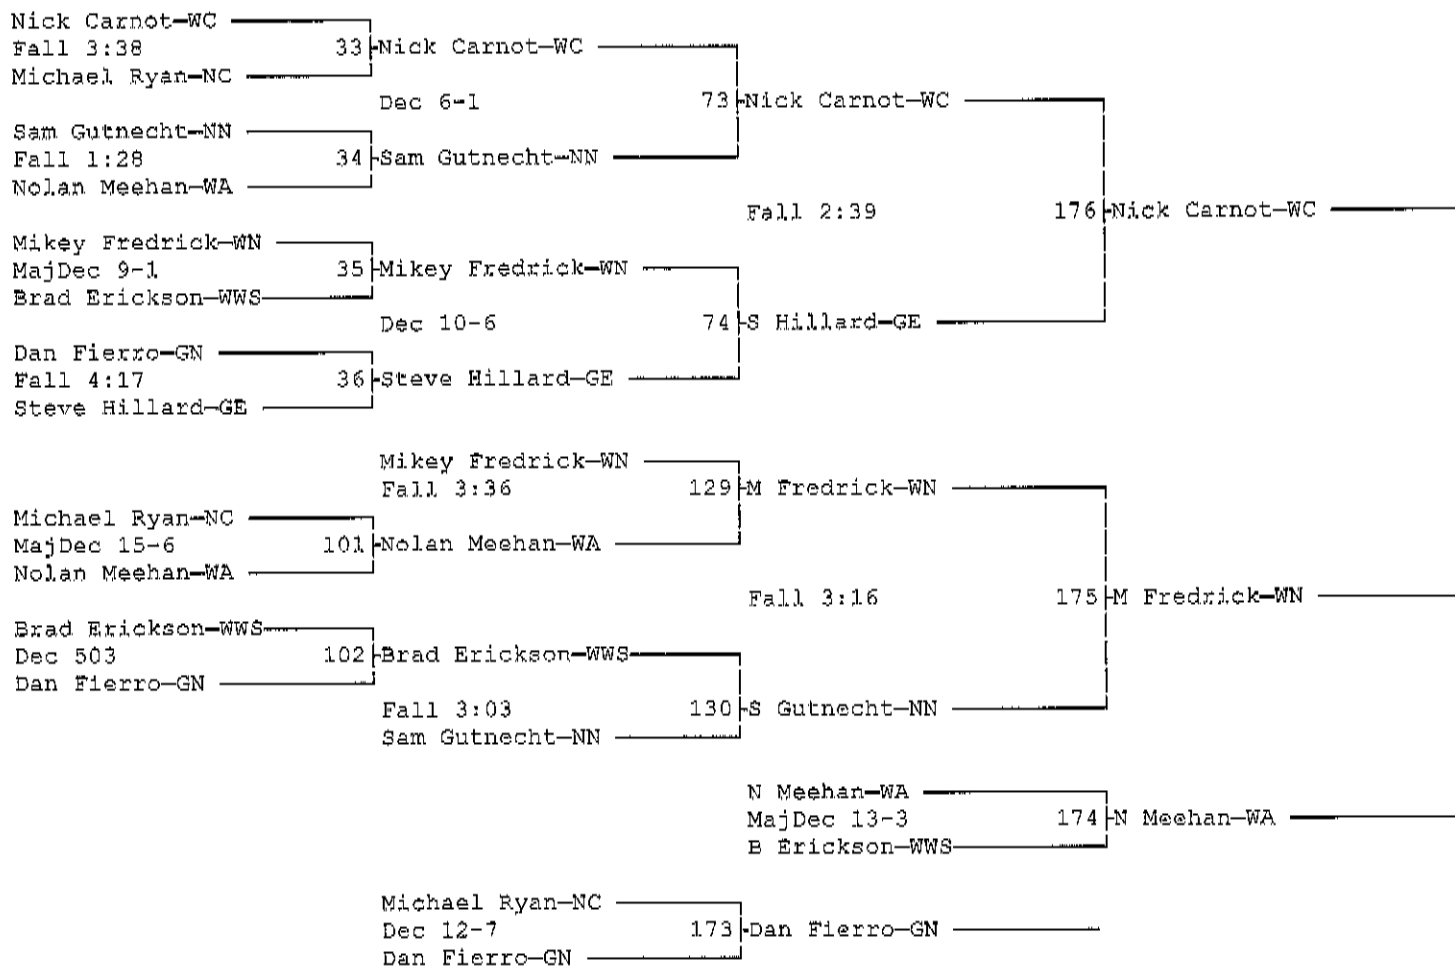 Nick Carnot-WC
Fall 3:38 33 Nick Carnot-WC
Michael Ryan-NC
Dec 6-1 73 Nick Carnot-WC
Sam Gutnecht-NN
Fall 1:28 34 Sam Gutnecht-NN
Nolan Meehan-WA
Fall 2:39 176 Nick Carnot-WC
Mikey Fredrick-WN
MajDec 9-1 35 Mikey Fredrick-WN
Brad Erickson-WWS
Dec 10-6 74 S Hillard-GE
Dan Fierro-GN
Fall 4:17 36 Steve Hillard-GE
Steve Hillard-GE
Mikey Fredrick-WN
Fall 3:36 129 M Fredrick-WN
Michael Ryan-NC
MajDec 15-6 101 Nolan Meehan-WA
Nolan Meehan-WA
Fall 3:16 175 M Fredrick-WN
Brad Erickson-WWS
Dec 503 102 Brad Erickson-WWS
Dan Fierro-GN
Fall 3:03 130 S Gutnecht-NN
Sam Gutnecht-NN
N Meehan-WA
MajDec 13-3 174 N Meehan-WA
B Erickson-WWS
Michael Ryan-NC
Dec 12-7 173 Dan Fierro-GN
Dan Fierro-GN